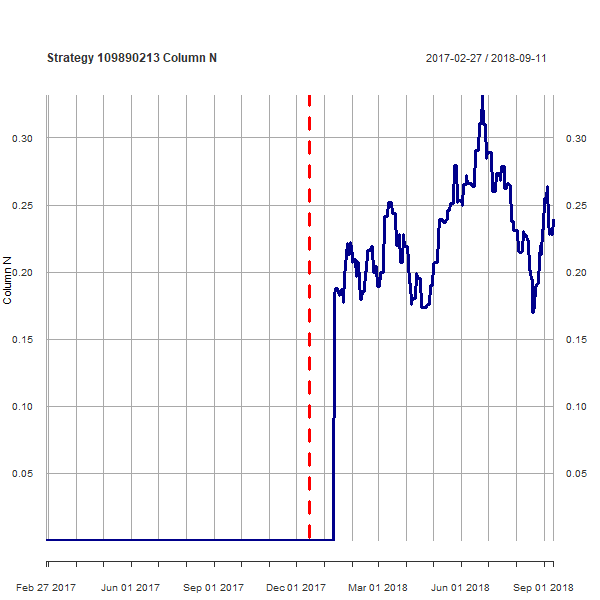 Strategy 109890213 Column N
2017-02-27 / 2018-09-11
Column N
0.30
0.25
0.20
0.15
0.10
0.05
0.30
0.25
0.20
0.15
0.10
0.05
Feb 27 2017
Jun 01 2017
Sep 01 2017
Dec 01 2017
Mar 01 2018
Jun 01 2018
Sep 01 2018